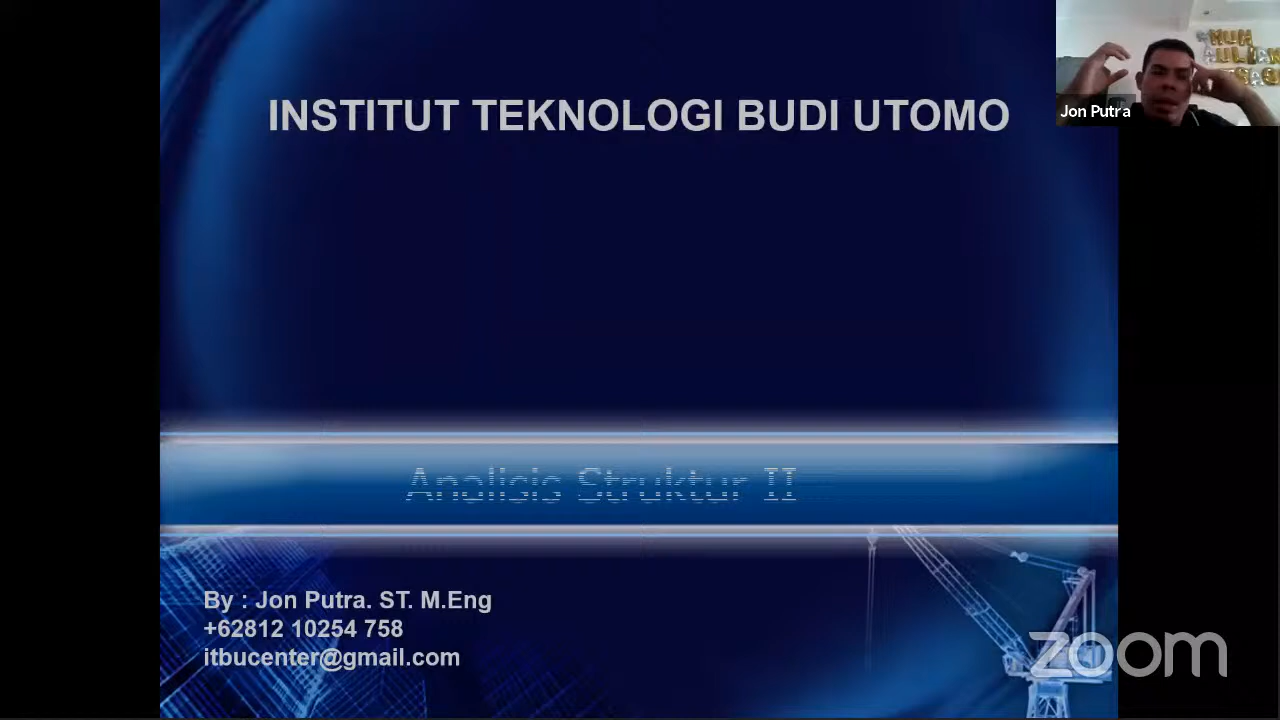 INSTITUT TEKNOLOGI BUDI UTOMO
Jon Putra
Analisis Struktur II
By : Jon Putra. ST. M.Eng
+62812 10254 758
itbucenter@gmail.com
zoom